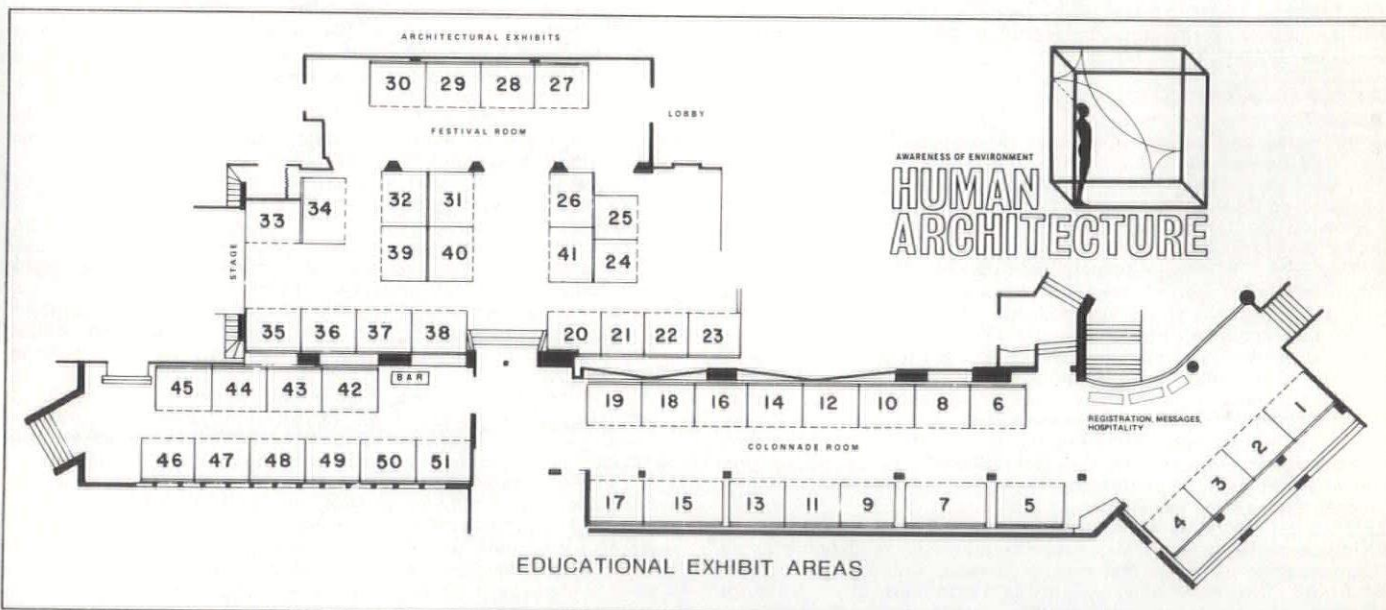 ARCHITECTURAL EXHIBITS
30 29 28 27
FESTIVAL ROOM
LOBBY
AWARENESS OF ENVIRONMENT
HUMAN
ARCHITECTURE
32 31 26 25
33 34
39 40 41 24
STAGE
35 36 37 38 20 21 22 23
45 44 43 42
BAR
19 18 16 14 12 10 8 6
REGISTRATION, MESSAGES,
HOSPITALITY
1
2
3
4
COLONNADE ROOM
46 47 48 49 50 51
17 15 13 11 9 7 5
EDUCATIONAL EXHIBIT AREAS